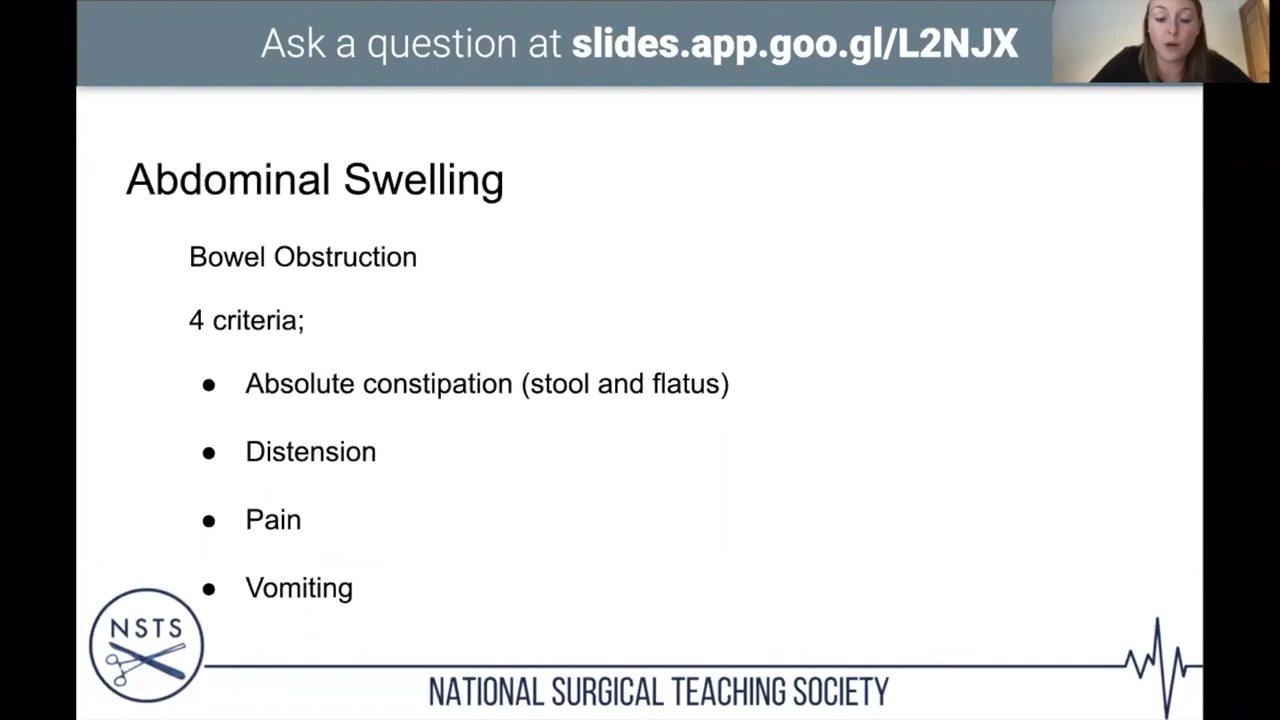 Ask a question at slides.app.goo.gl/L2NJX
Abdominal Swelling
Bowel Obstruction
4 criteria;
● Absolute constipation (stool and flatus)
● Distension
● Pain
● Vomiting
NSTS
NATIONAL SURGICAL TEACHING SOCIETY